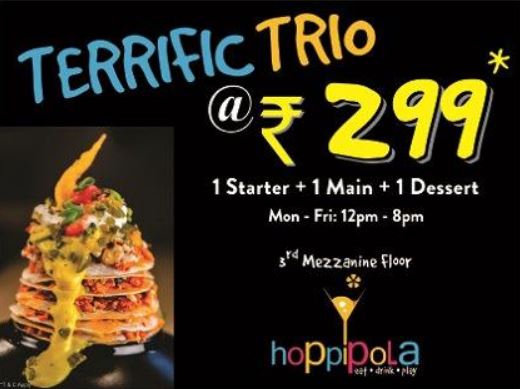 TERRIFIC TRIO
@ ₹ 299*
1 Starter + 1 Main + 1 Dessert
Mon - Fri: 12pm - 8pm
3rd Mezzanine Floor
hoppipola
eat • drink • play
*T & C Apply